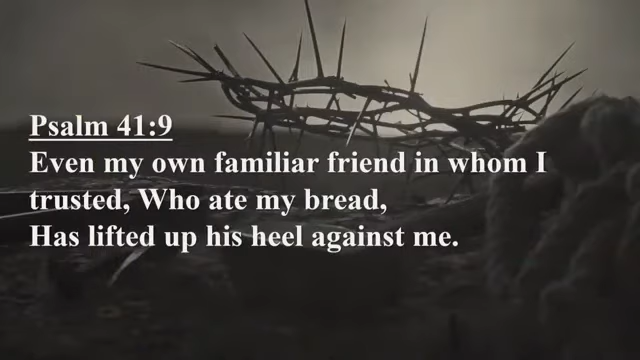 Psalm 41:9
Even my own familiar friend in whom I
trusted, Who ate my bread,
Has lifted up his heel against me.